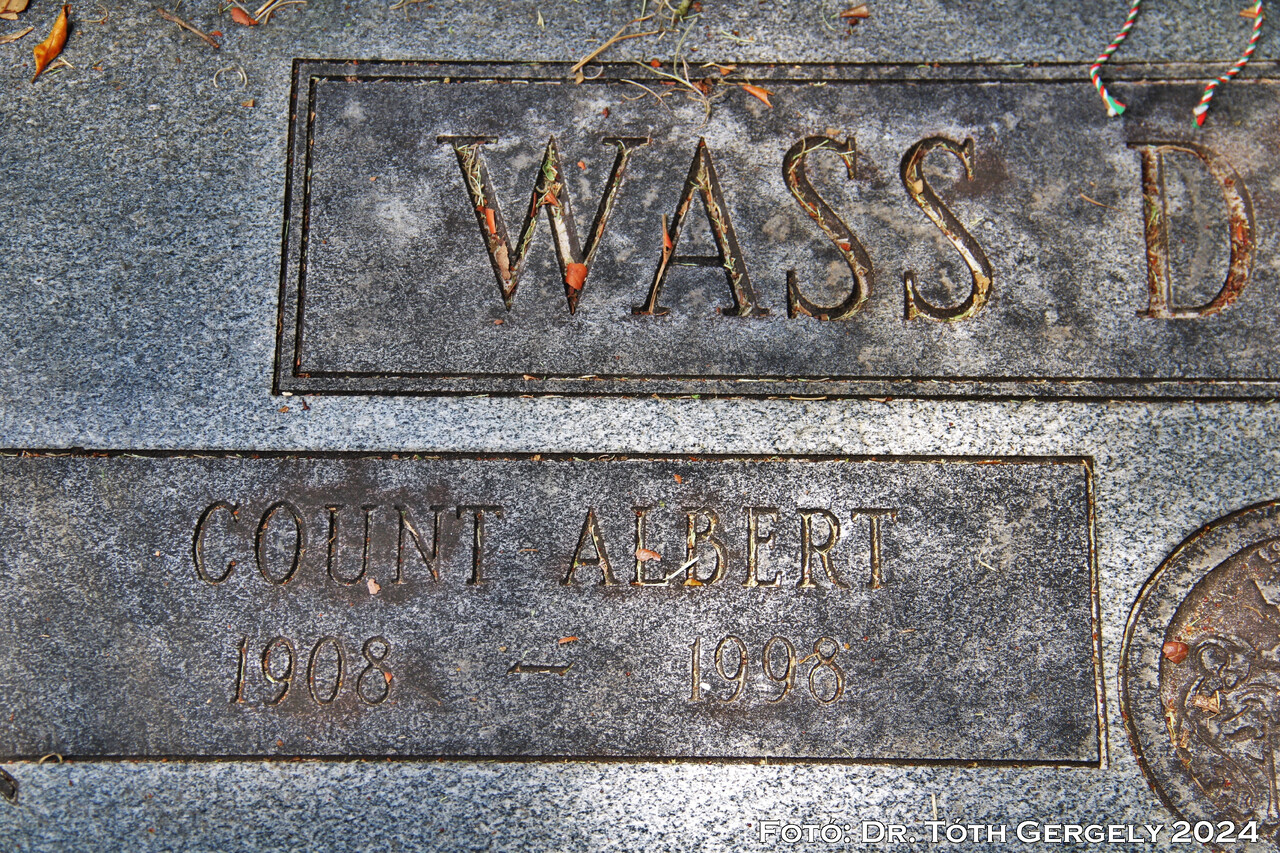 WASS D
COUNT ALBERT
1908 – 1998
Fotó: Dr. Tóth Gergely 2024